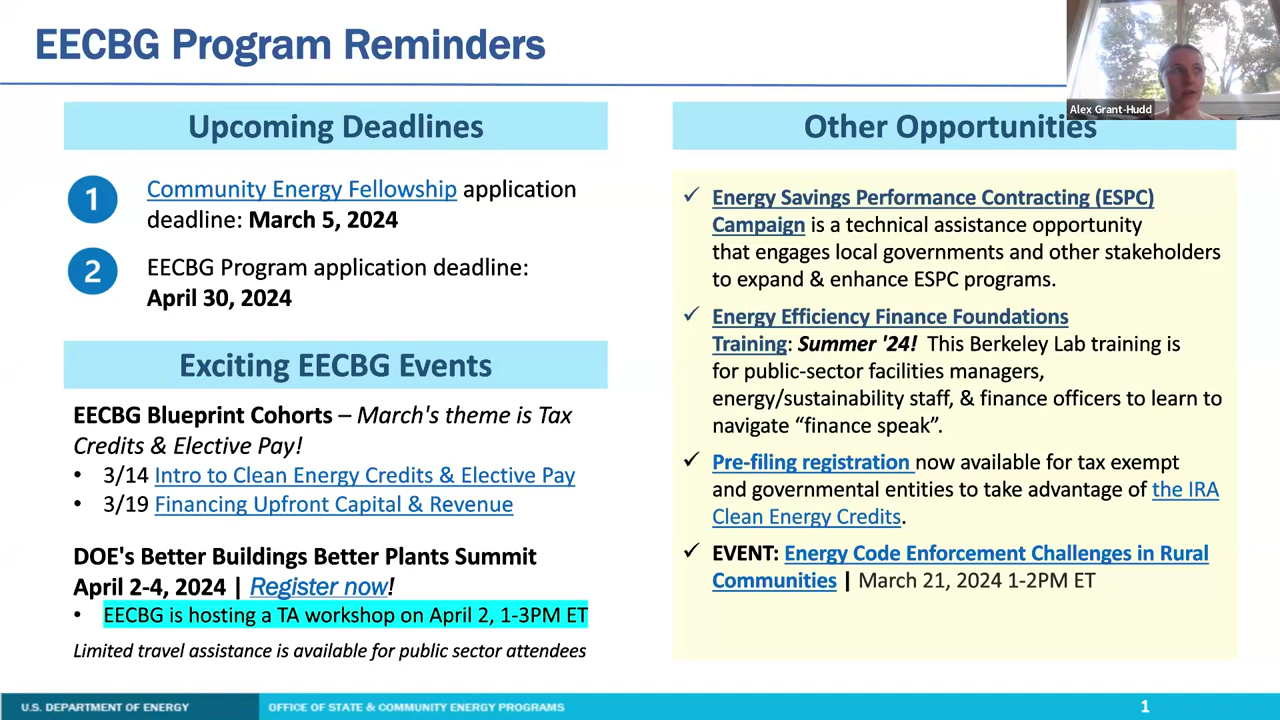 EECBG Program Reminders
Alex Grant-Hudd
Upcoming Deadlines
1
Community Energy Fellowship application
deadline: March 5, 2024
2
EECBG Program application deadline:
April 30, 2024
Exciting EECBG Events
EECBG Blueprint Cohorts – March's theme is Tax
Credits & Elective Pay!
• 3/14 Intro to Clean Energy Credits & Elective Pay
• 3/19 Financing Upfront Capital & Revenue
DOE's Better Buildings Better Plants Summit
April 2-4, 2024 | Register now!
• EECBG is hosting a TA workshop on April 2, 1-3PM ET
Limited travel assistance is available for public sector attendees
Other Opportunities
✓ Energy Savings Performance Contracting (ESPC)
Campaign is a technical assistance opportunity
that engages local governments and other stakeholders
to expand & enhance ESPC programs.
✓ Energy Efficiency Finance Foundations
Training: Summer '24! This Berkeley Lab training is
for public-sector facilities managers,
energy/sustainability staff, & finance officers to learn to
navigate “finance speak”.
✓ Pre-filing registration now available for tax exempt
and governmental entities to take advantage of the IRA
Clean Energy Credits.
✓ EVENT: Energy Code Enforcement Challenges in Rural
Communities | March 21, 2024 1-2PM ET
U.S. DEPARTMENT OF ENERGY
OFFICE OF STATE & COMMUNITY ENERGY PROGRAMS
1